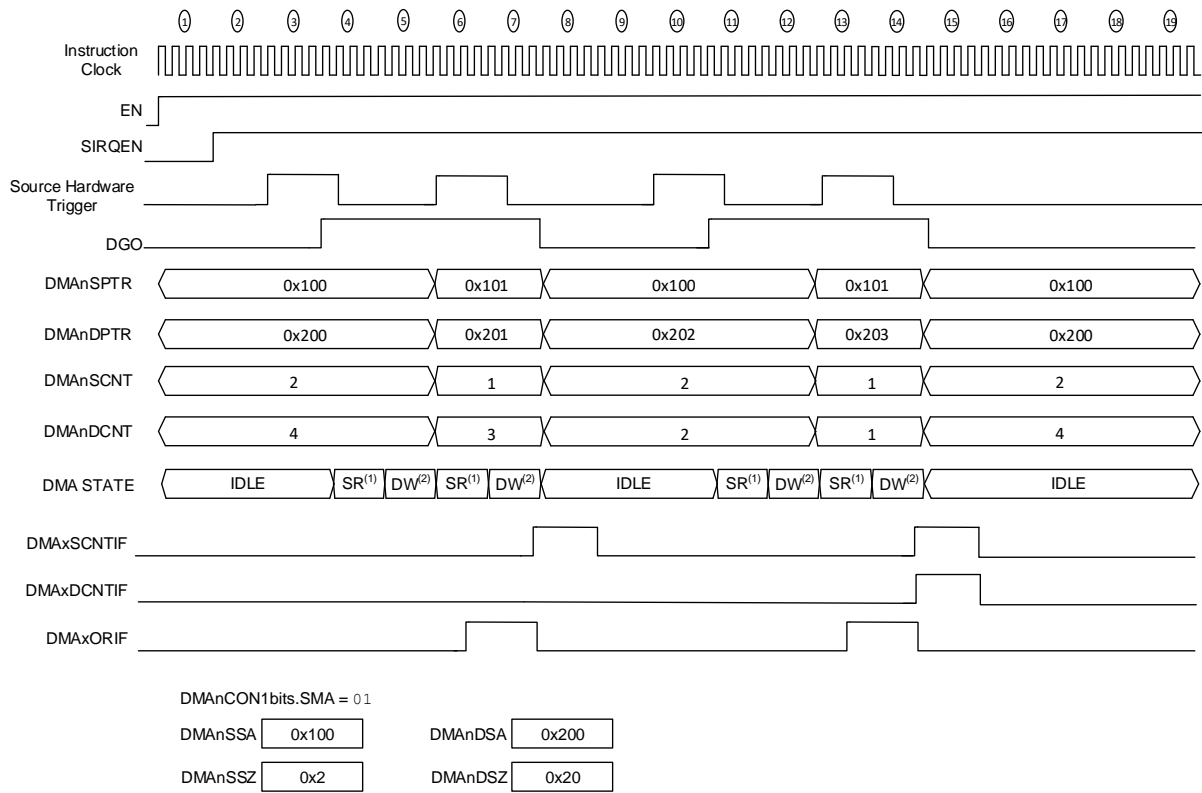 1 2 3 4 5 6 7 8 9 10 11 12 13 14 15 16 17 18 19
Instruction
Clock
EN
SIRQEN
Source Hardware
Trigger
DGO
DMAnSPTR 0x100 0x101 0x100 0x101 0x100
DMAnDPTR 0x200 0x201 0x202 0x203 0x200
DMAnSCNT 2 1 2 1 2
DMAnDCNT 4 3 2 1 4
DMA STATE IDLE SR(1) DW(2) SR(1) DW(2) IDLE SR(1) DW(2) SR(1) DW(2) IDLE
DMAxSCNTIF
DMAxDCNTIF
DMAxORIF
DMAnCON1bits.SMA = 01
DMAnSSA 0x100 DMAnDSA 0x200
DMAnSSZ 0x2 DMAnDSZ 0x20